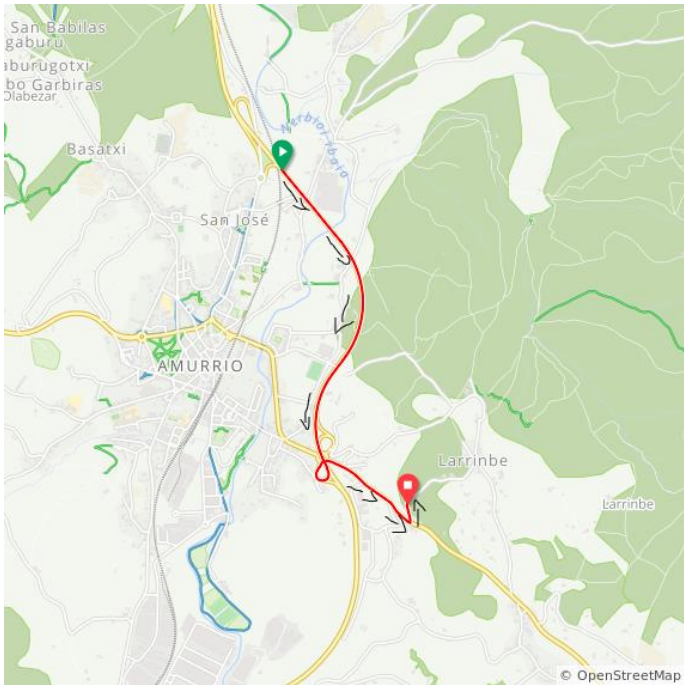 San Babilas
gaburu
aburugotxi
bo Garbiras
Olabezar
Basatxi
Nerbioi ibaia
San José
AMURRIO
Larrinbe
Larrinbe
© OpenStreetMap